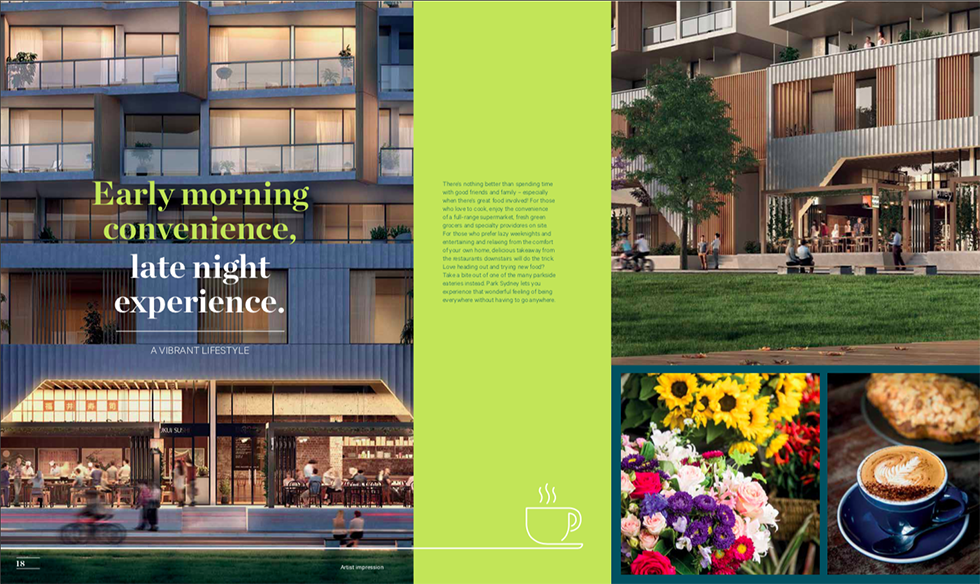 Early morning
convenience,
late night
experience.
A VIBRANT LIFESTYLE
18
Artist impression
There's nothing better than spending time
with good friends and family – especially
when there's great food involved! For those
who love to cook, enjoy the convenience
of a full-range supermarket, fresh green
grocers and specialty providores on site.
For those who prefer lazy weeknights and
entertaining and relaxing from the comfort
of your own home, delicious takeaway from
the restaurants downstairs will do the trick.
Love heading out and trying new food?
Take a bite out of one of the many parkside
eateries instead. Park Sydney lets you
experience that wonderful feeling of being
everywhere without having to go anywhere.